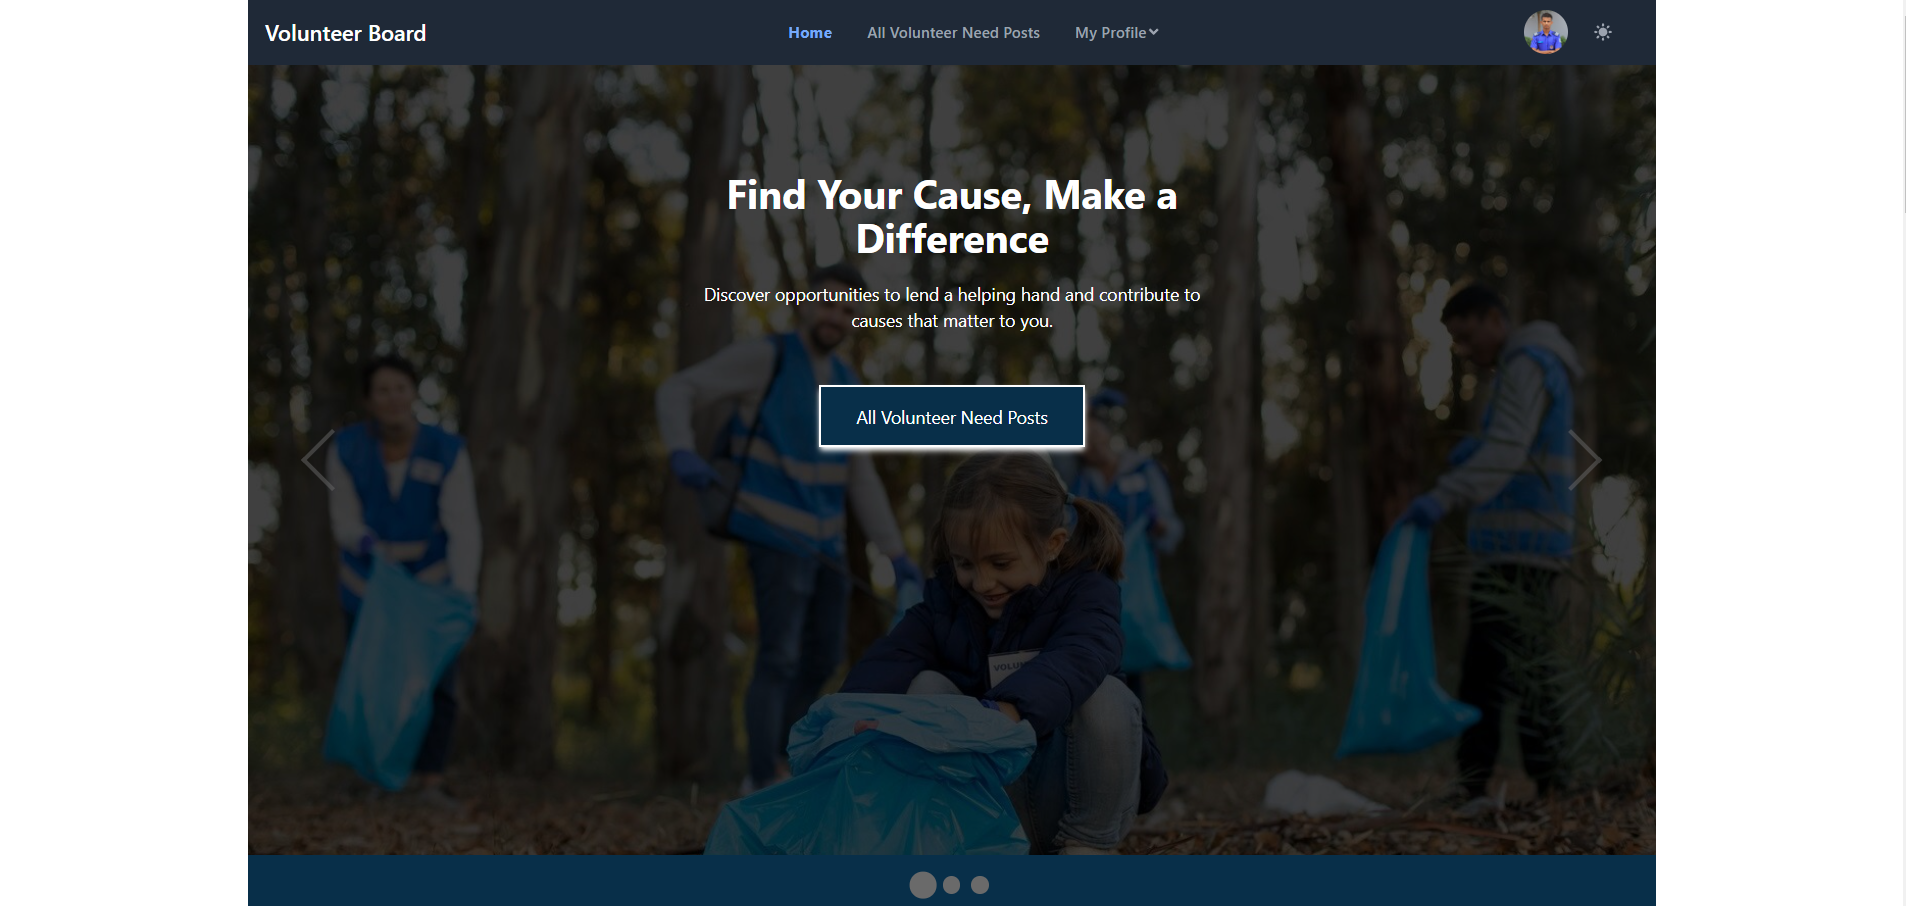 Volunteer Board
Home
All Volunteer Need Posts
My Profile
Find Your Cause, Make a
Difference
Discover opportunities to lend a helping hand and contribute to
causes that matter to you.
All Volunteer Need Posts